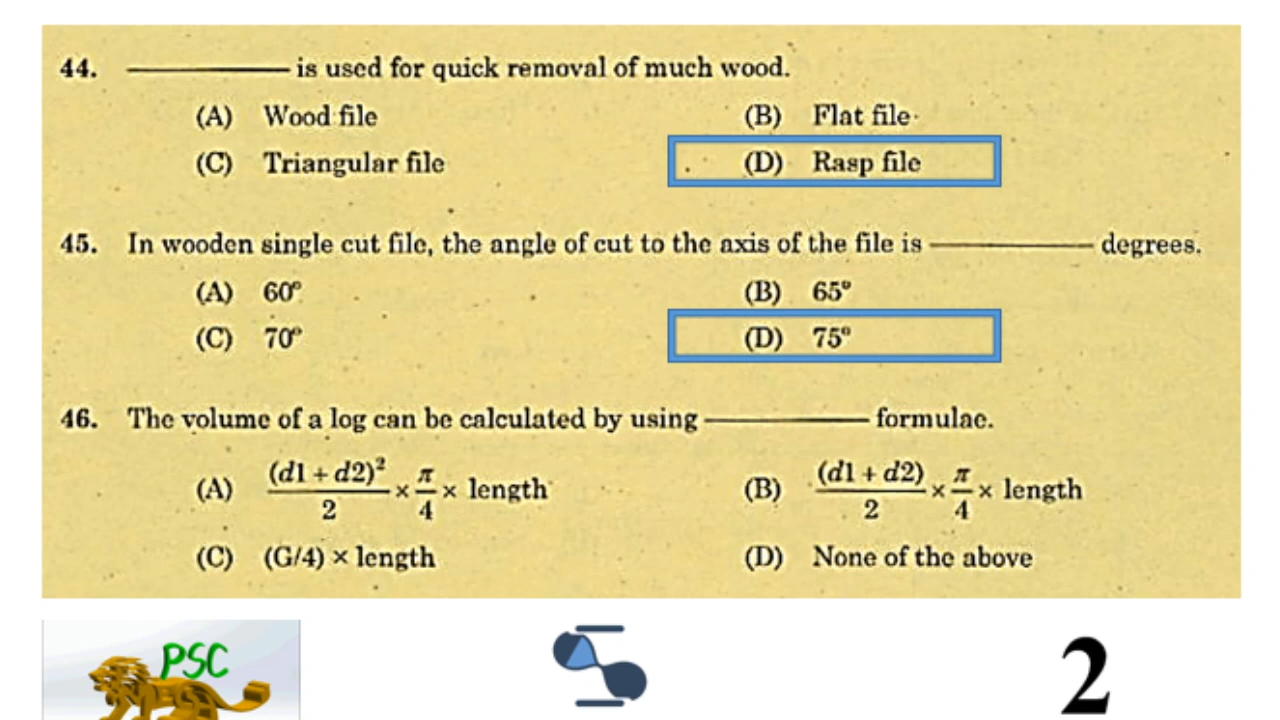 44. ________ is used for quick removal of much wood.
(A) Wood file (B) Flat file
(C) Triangular file (D) Rasp file
45. In wooden single cut file, the angle of cut to the axis of the file is ________ degrees.
(A) 60° (B) 65°
(C) 70° (D) 75°
46. The volume of a log can be calculated by using ________ formulae.
(A) (d1 + d2)²/2 × π/4 × length (B) (d1 + d2)/2 × π/4 × length
(C) (G/4) × length (D) None of the above
PSC
2